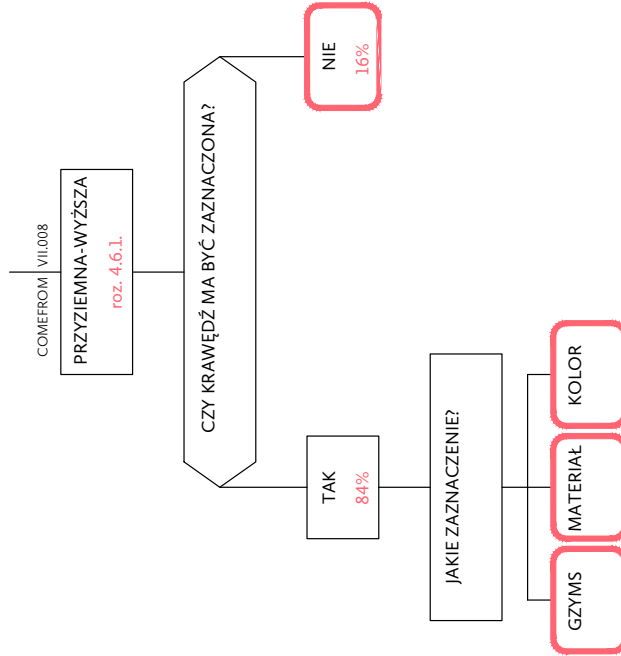 COMEFROM VII.008
PRZYZIEMNA-WYŻSZA
roz. 4.6.1.
CZY KRAWĘDŹ MA BYĆ ZAZNACZONA?
TAK
84%
NIE
16%
JAKIE ZAZNACZENIE?
GZYMS
MATERIAŁ
KOLOR